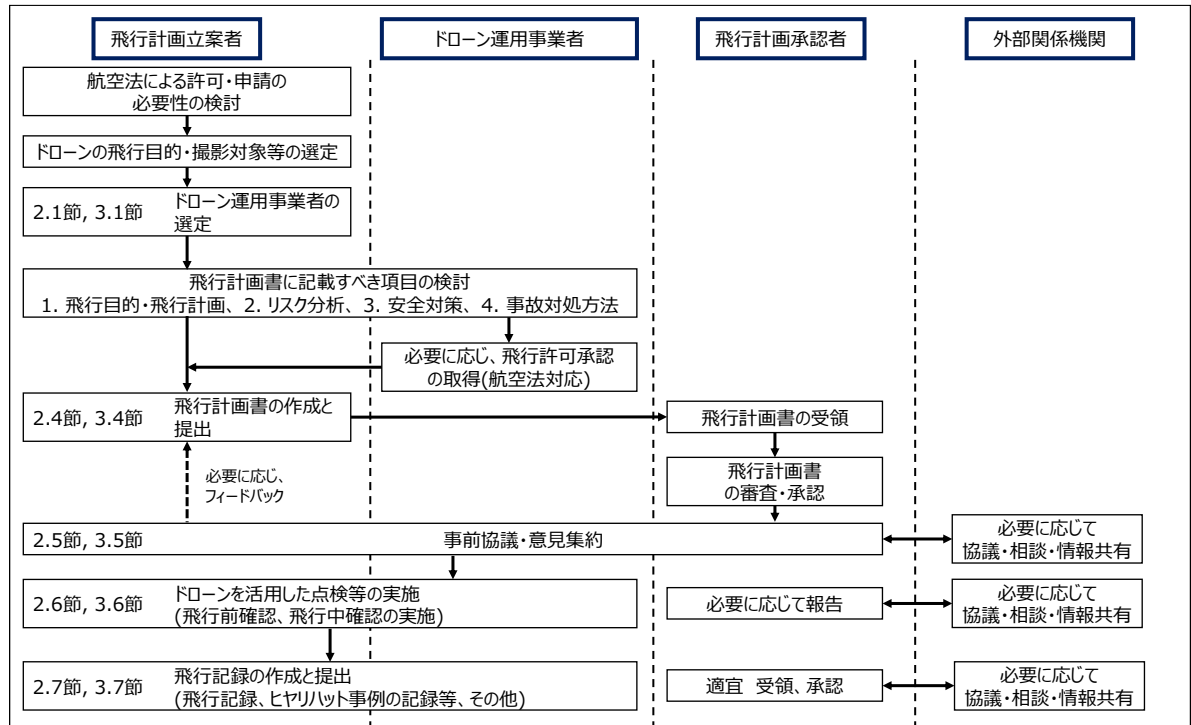 飛行計画立案者
ドローン運用事業者
飛行計画承認者
外部関係機関
航空法による許可・申請の
必要性の検討
ドローンの飛行目的・撮影対象等の選定
2.1節, 3.1節
ドローン運用事業者の
選定
飛行計画書に記載すべき項目の検討
1. 飛行目的・飛行計画、2. リスク分析、3. 安全対策、4. 事故対処方法
必要に応じ、飛行許可承認
の取得(航空法対応)
2.4節, 3.4節
飛行計画書の作成と
提出
飛行計画書の受領
必要に応じ、
フィードバック
飛行計画書
の審査・承認
2.5節, 3.5節
事前協議・意見集約
必要に応じて
協議・相談・情報共有
2.6節, 3.6節
ドローンを活用した点検等の実施
(飛行前確認、飛行中確認の実施)
必要に応じて報告
必要に応じて
協議・相談・情報共有
2.7節, 3.7節
飛行記録の作成と提出
(飛行記録、ヒヤリハット事例の記録等、その他)
適宜 受領、承認
必要に応じて
協議・相談・情報共有